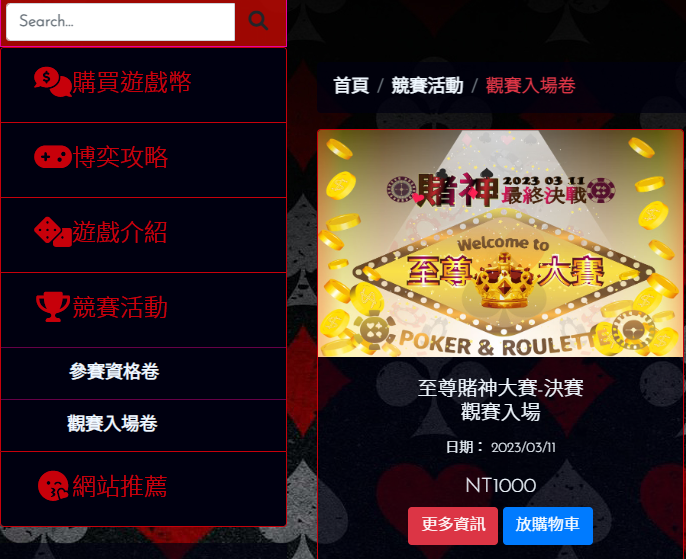 Search...
購買遊戲幣
博弈攻略
遊戲介紹
競賽活動
參賽資格卷
觀賽入場卷
網站推薦
首頁 / 競賽活動 / 觀賽入場卷
賭神 2023 03 11
最終決戰
Welcome to
至尊 大賽
POKER & ROULETTE
至尊賭神大賽-決賽
觀賽入場
日期： 2023/03/11
NT1000
更多資訊 放購物車